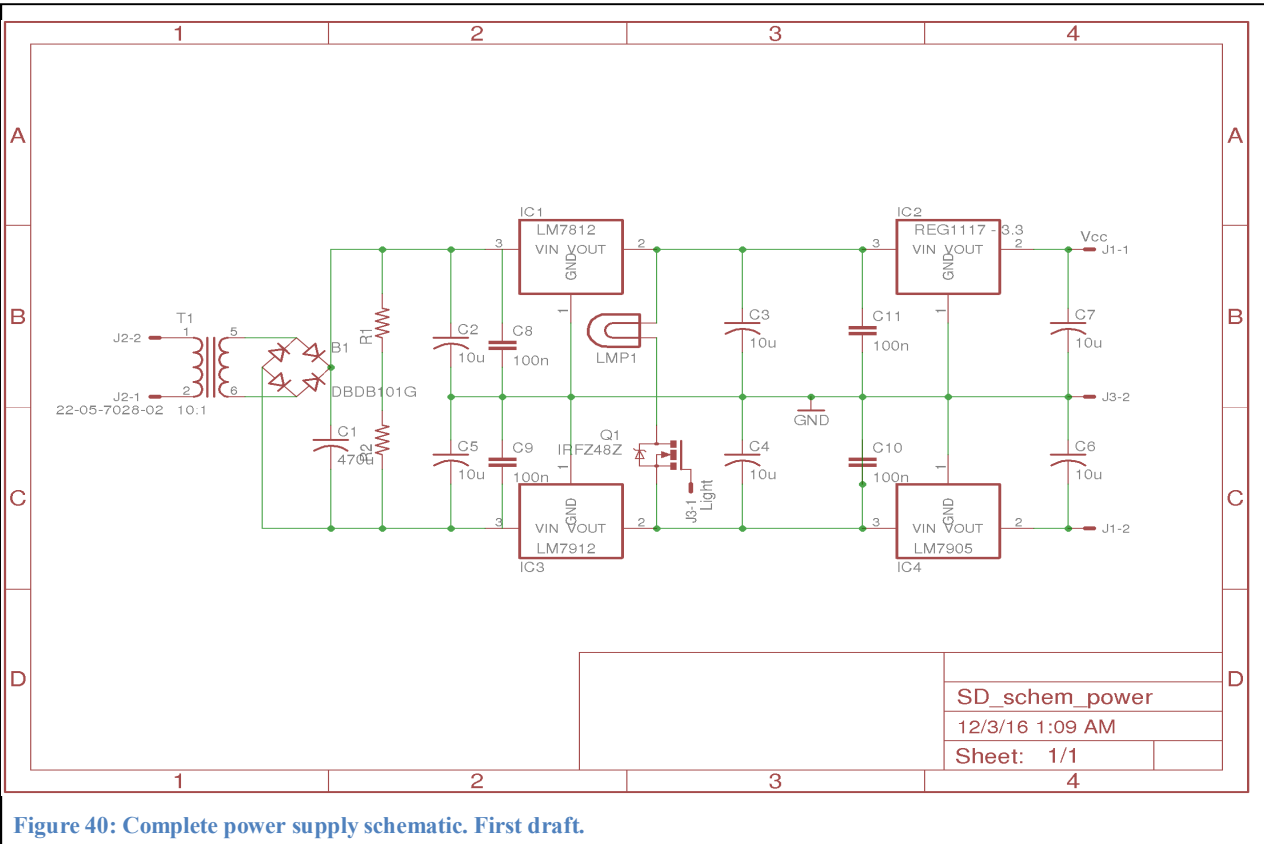 1 2 3 4
A A
IC1 IC2
LM7812 REG1117 - 3.3
3 VIN VOUT 2 3 VIN VOUT 2 Vcc J1-1
GND GND
1 1
B B
T1
J2-2 1 5
B1
R1
C2 10u
C8 100n
LMP1
C3 10u
C11 100n
C7 10u
J2-1 2 6
DBDB101G
22-05-7028-02 10:1
GND
J3-2
C1 470u
R2
C5 10u
C9 100n
Q1
IRFZ48Z
J3-1
Light
C4 10u
C10 100n
C6 10u
C C
1 1
GND GND
3 VIN VOUT 2 3 VIN VOUT 2 J1-2
LM7912 LM7905
IC3 IC4
D D
SD_schem_power
12/3/16 1:09 AM
Sheet: 1/1
1 2 3 4
Figure 40: Complete power supply schematic. First draft.